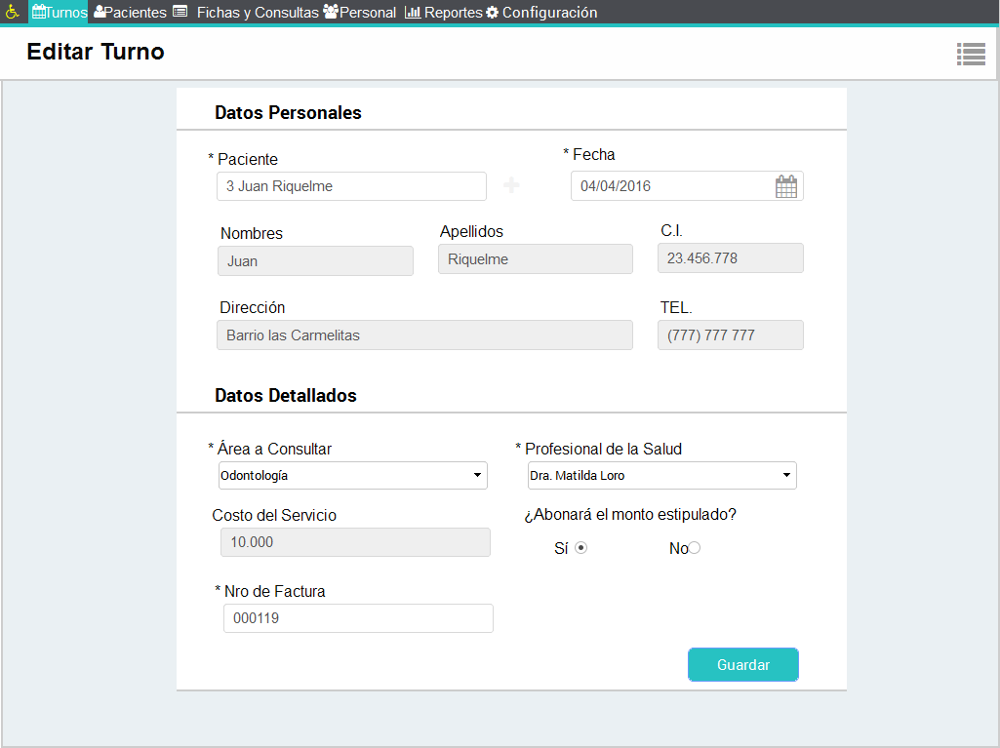 Turnos Pacientes Fichas y Consultas Personal Reportes Configuración
Editar Turno
Datos Personales
* Paciente
* Fecha
3 Juan Riquelme
04/04/2016
Nombres
Apellidos
C.I.
Juan
Riquelme
23.456.778
Dirección
TEL.
Barrio las Carmelitas
(777) 777 777
Datos Detallados
* Área a Consultar
* Profesional de la Salud
Odontología
Dra. Matilda Loro
Costo del Servicio
¿Abonará el monto estipulado?
10.000
Sí
No
* Nro de Factura
000119
Guardar